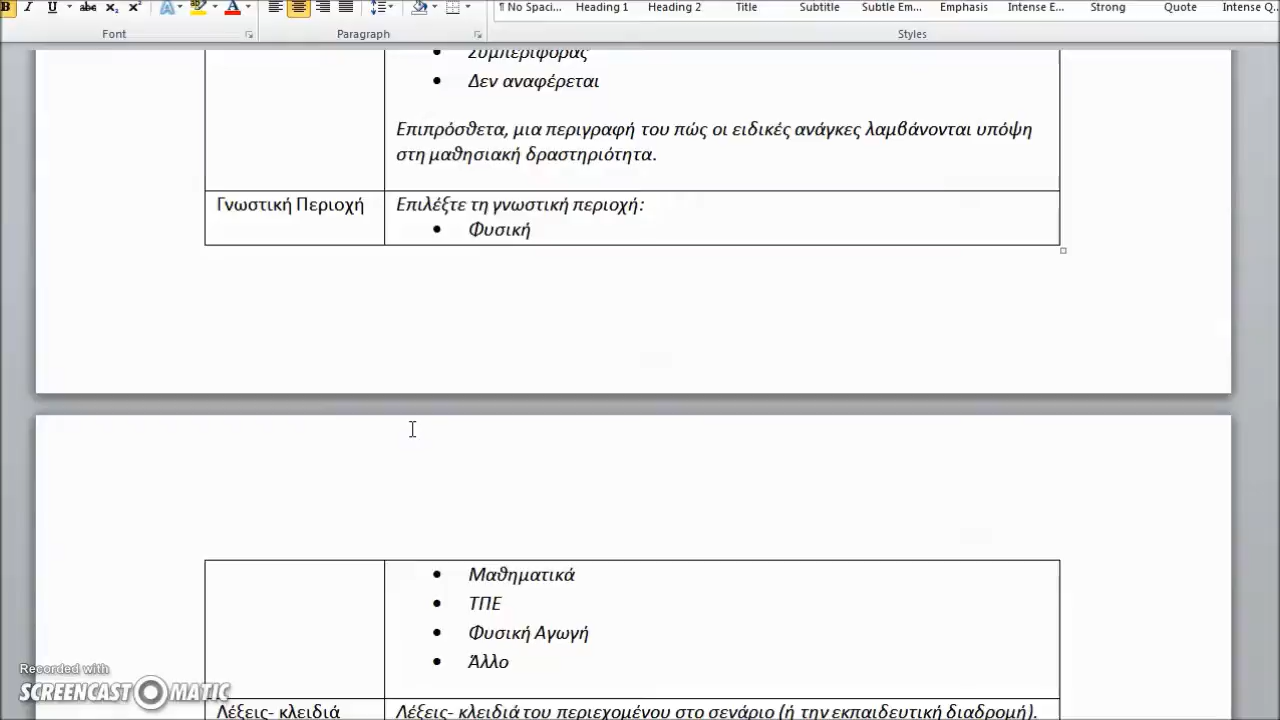 ¶ No Spaci... Heading 1 Heading 2 Title Subtitle Subtle Em... Emphasis Intense E... Strong Quote Intense Q...
Font Paragraph Styles
Συμπεριφοράς
Δεν αναφέρεται
Επιπρόσθετα, μια περιγραφή του πώς οι ειδικές ανάγκες λαμβάνονται υπόψη
στη μαθησιακή δραστηριότητα.
Γνωστική Περιοχή Επιλέξτε τη γνωστική περιοχή:
Φυσική
Μαθηματικά
ΤΠΕ
Φυσική Αγωγή
Άλλο
Λέξεις- κλειδιά Λέξεις- κλειδιά του περιεχομένου στο σενάριο (ή την εκπαιδευτική διαδρομή).
Recorded with
SCREENCAST O MATIC